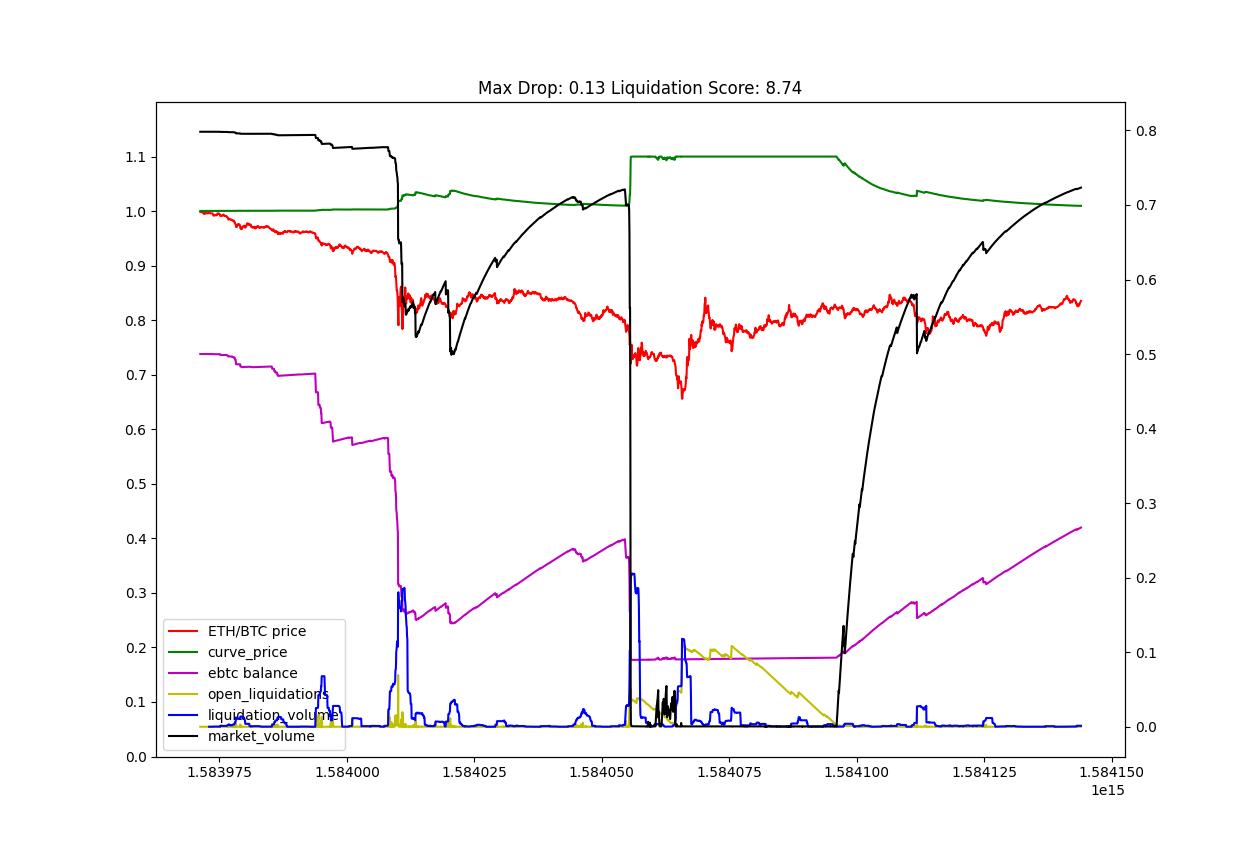 Max Drop: 0.13 Liquidation Score: 8.74
1.1
1.0
0.9
0.8
0.7
0.6
0.5
0.4
0.3
0.2
0.1
0.0
0.8
0.7
0.6
0.5
0.4
0.3
0.2
0.1
0.0
ETH/BTC price
curve_price
ebtc balance
open_liquidations
liquidation_volume
market_volume
1.583975 1.584000 1.584025 1.584050 1.584075 1.584100 1.584125 1.584150
1e15